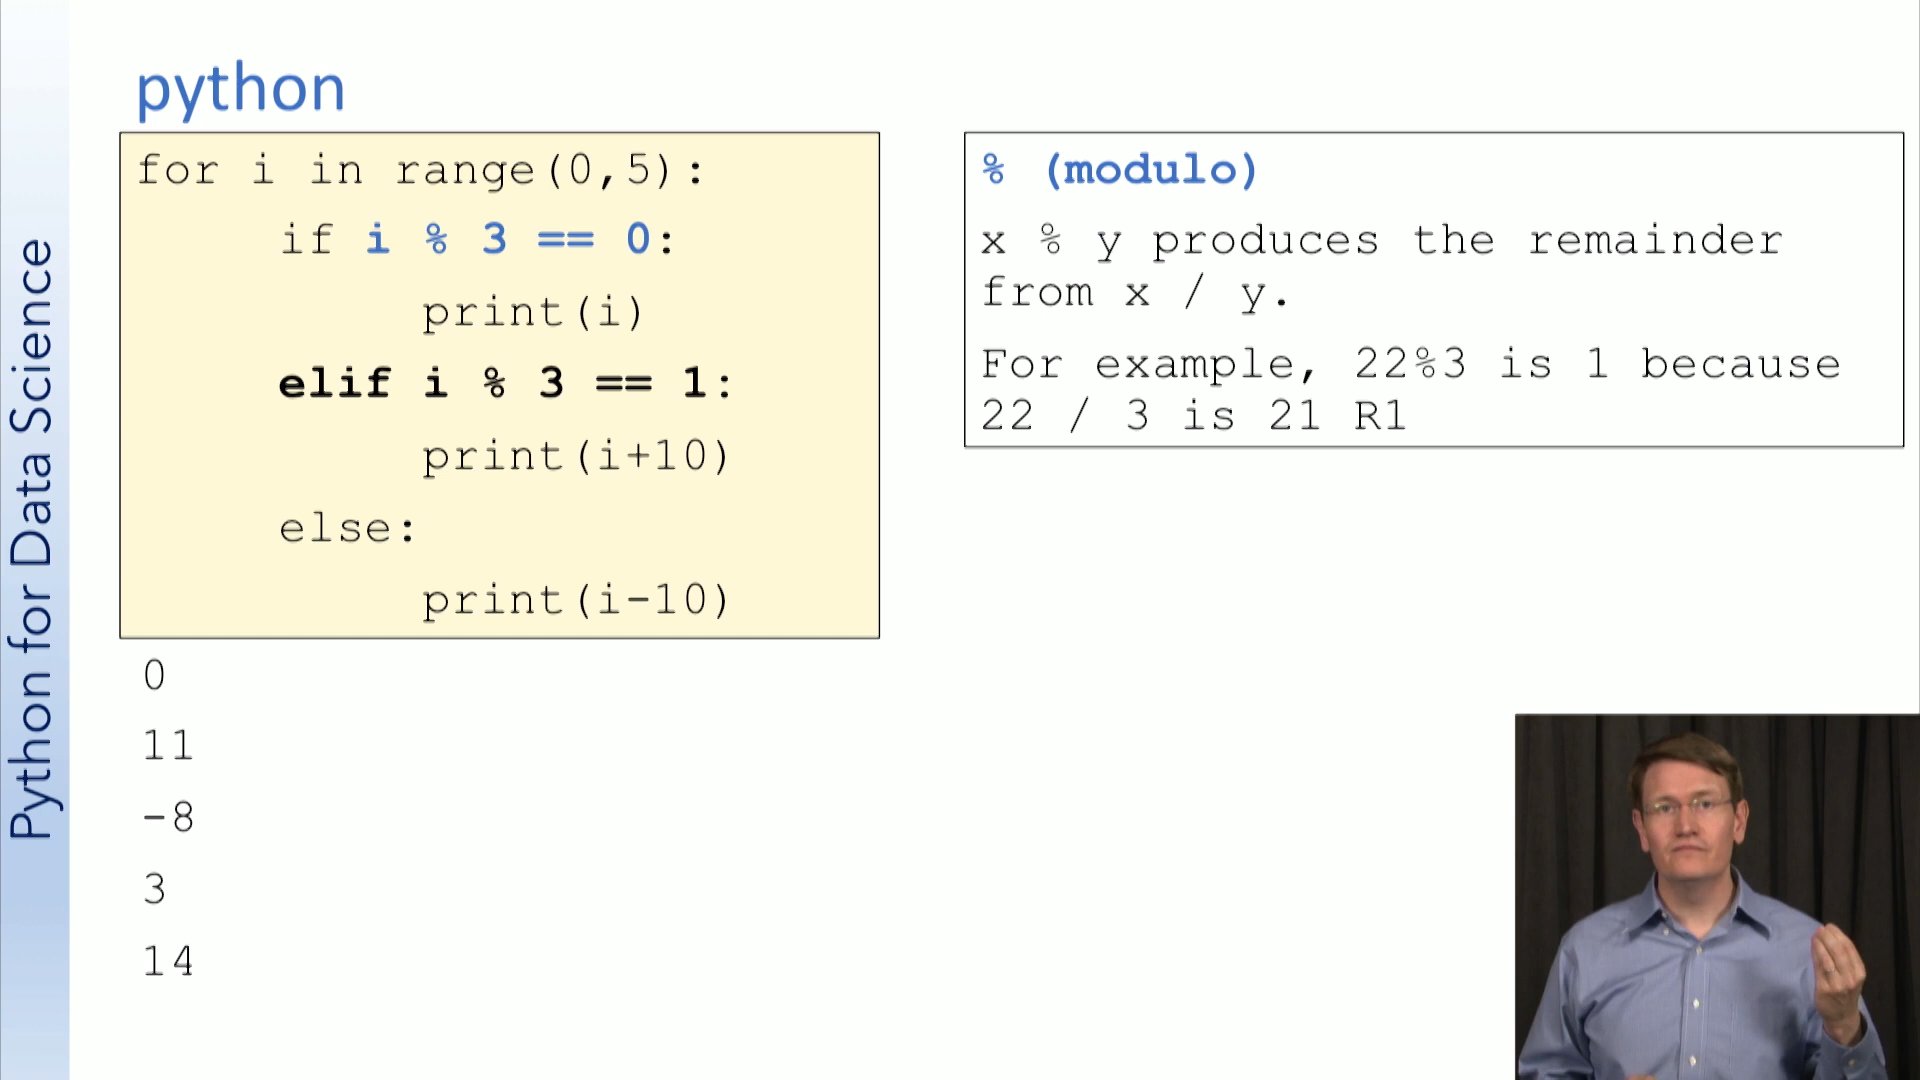 python
for i in range(0,5):
if i % 3 == 0:
print(i)
elif i % 3 == 1:
print(i+10)
else:
print(i-10)
0
11
-8
3
14
% (modulo)
x % y produces the remainder
from x / y.
For example, 22%3 is 1 because
22 / 3 is 21 R1
Python for Data Science